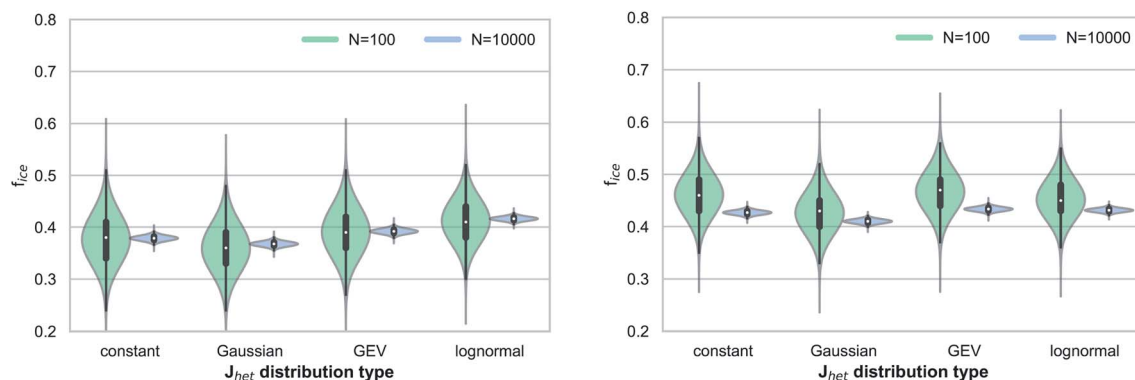 0.8
0.7
0.6
0.5
0.4
0.3
0.2
f_ice
N=100 N=10000
constant Gaussian GEV lognormal
J_het distribution type
0.8
0.7
0.6
0.5
0.4
0.3
0.2
f_ice
N=100 N=10000
constant Gaussian GEV lognormal
J_het distribution type